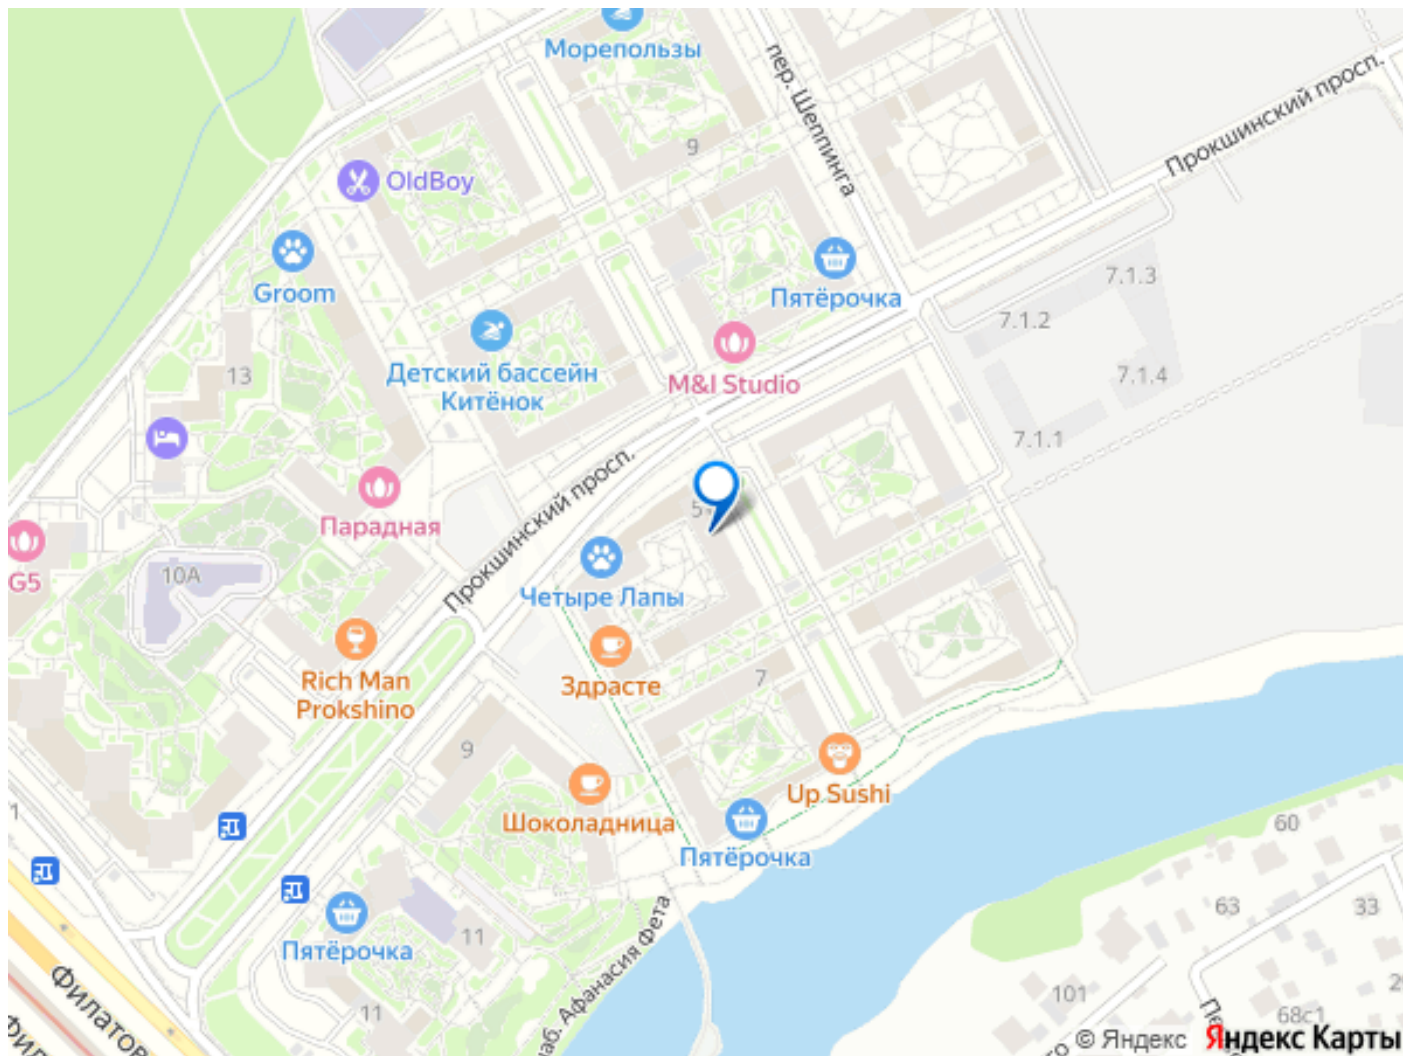 Морепользы
пер. Шеппинга
Прокшинский просп.
9
OldBoy
Groom
Пятёрочка
7.1.3
7.1.2
Детский бассейн
Китёнок
M&I Studio
13
7.1.4
7.1.1
Прокшинский просп.
Парадная
5
G5
10А
Четыре Лапы
Rich Man
Prokshino
Здрасте
7
9
Up Sushi
Шоколадница
1
60
Пятёрочка
63
33
Пятёрочка
11
11
наб. Афанасия Фета
101
68с1
Филатов
© Яндекс
Яндекс Карты